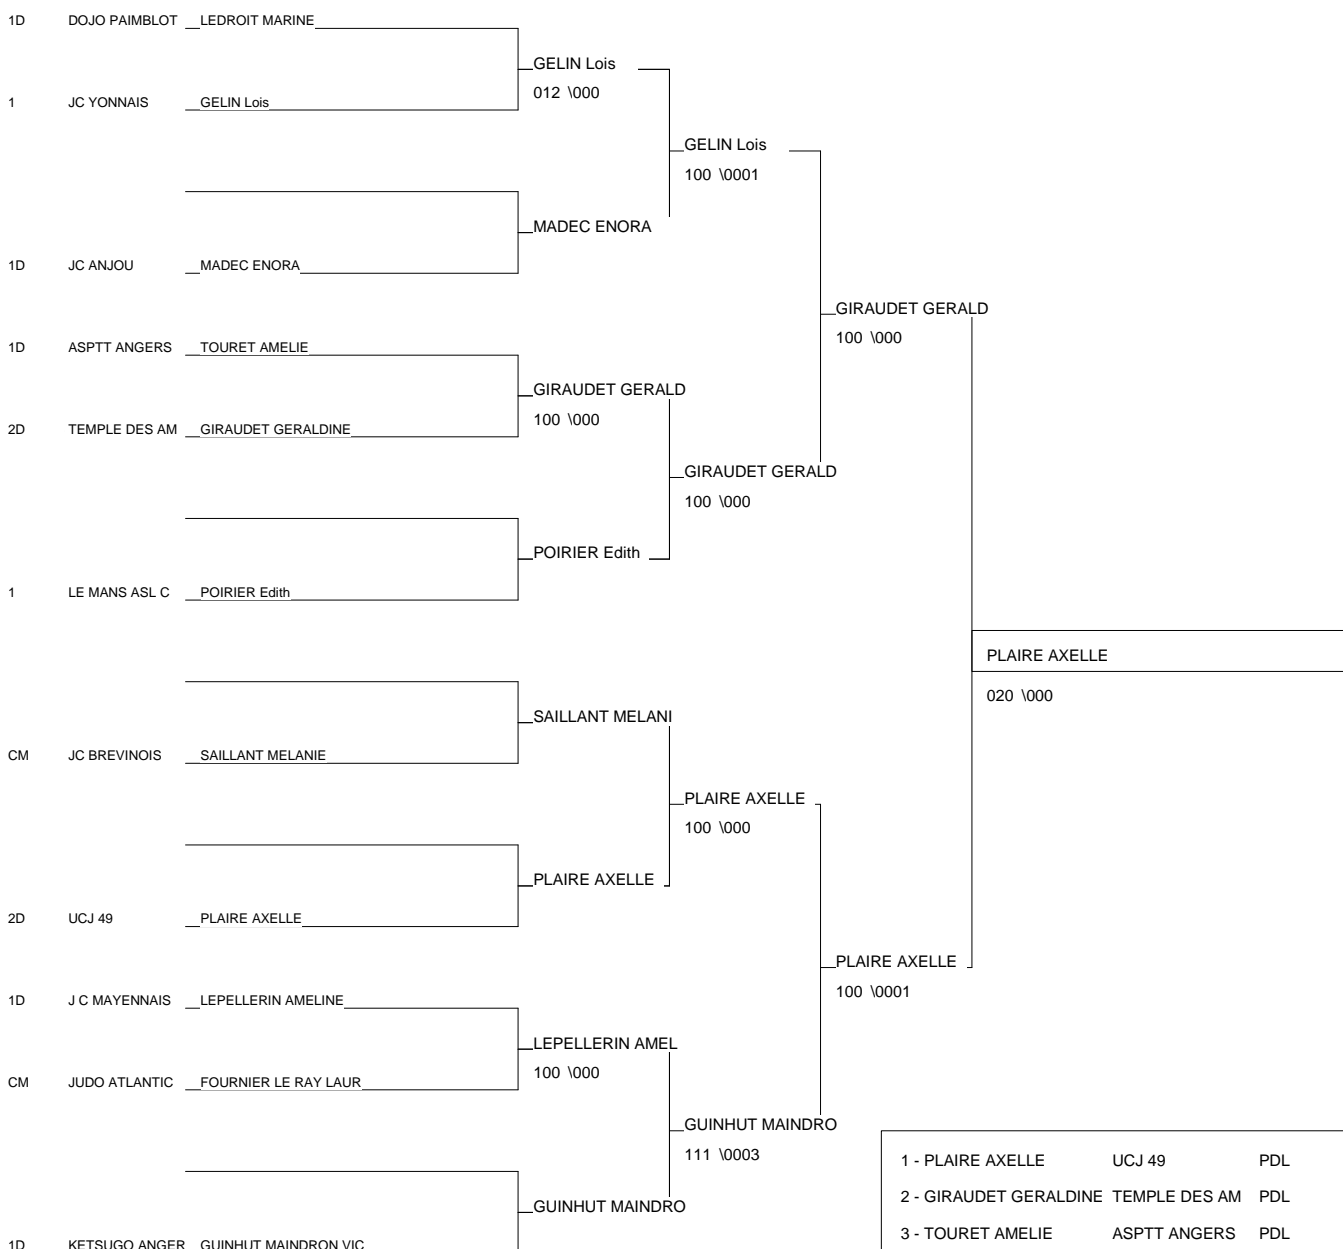 1D DOJO PAIMBLOT LEDROIT MARINE
GELIN Lois
012 \000
1 JC YONNAIS GELIN Lois
GELIN Lois
100 \0001
MADEC ENORA
1D JC ANJOU MADEC ENORA
GIRAUDET GERALD
100 \000
1D ASPTT ANGERS TOURET AMELIE
GIRAUDET GERALD
100 \000
2D TEMPLE DES AM GIRAUDET GERALDINE
GIRAUDET GERALD
100 \000
POIRIER Edith
1 LE MANS ASL C POIRIER Edith
PLAIRE AXELLE
020 \000
SAILLANT MELANI
CM JC BREVINOIS SAILLANT MELANIE
PLAIRE AXELLE
100 \000
PLAIRE AXELLE
2D UCJ 49 PLAIRE AXELLE
PLAIRE AXELLE
100 \0001
1D J C MAYENNAIS LEPELLERIN AMELINE
LEPELLERIN AMEL
100 \000
CM JUDO ATLANTIC FOURNIER LE RAY LAUR
GUINHUT MAINDRO
111 \0003
GUINHUT MAINDRO
1D KETSUGO ANGER GUINHUT MAINDRON VIC
1 - PLAIRE AXELLE UCJ 49 PDL
2 - GIRAUDET GERALDINE TEMPLE DES AM PDL
3 - TOURET AMELIE ASPTT ANGERS PDL